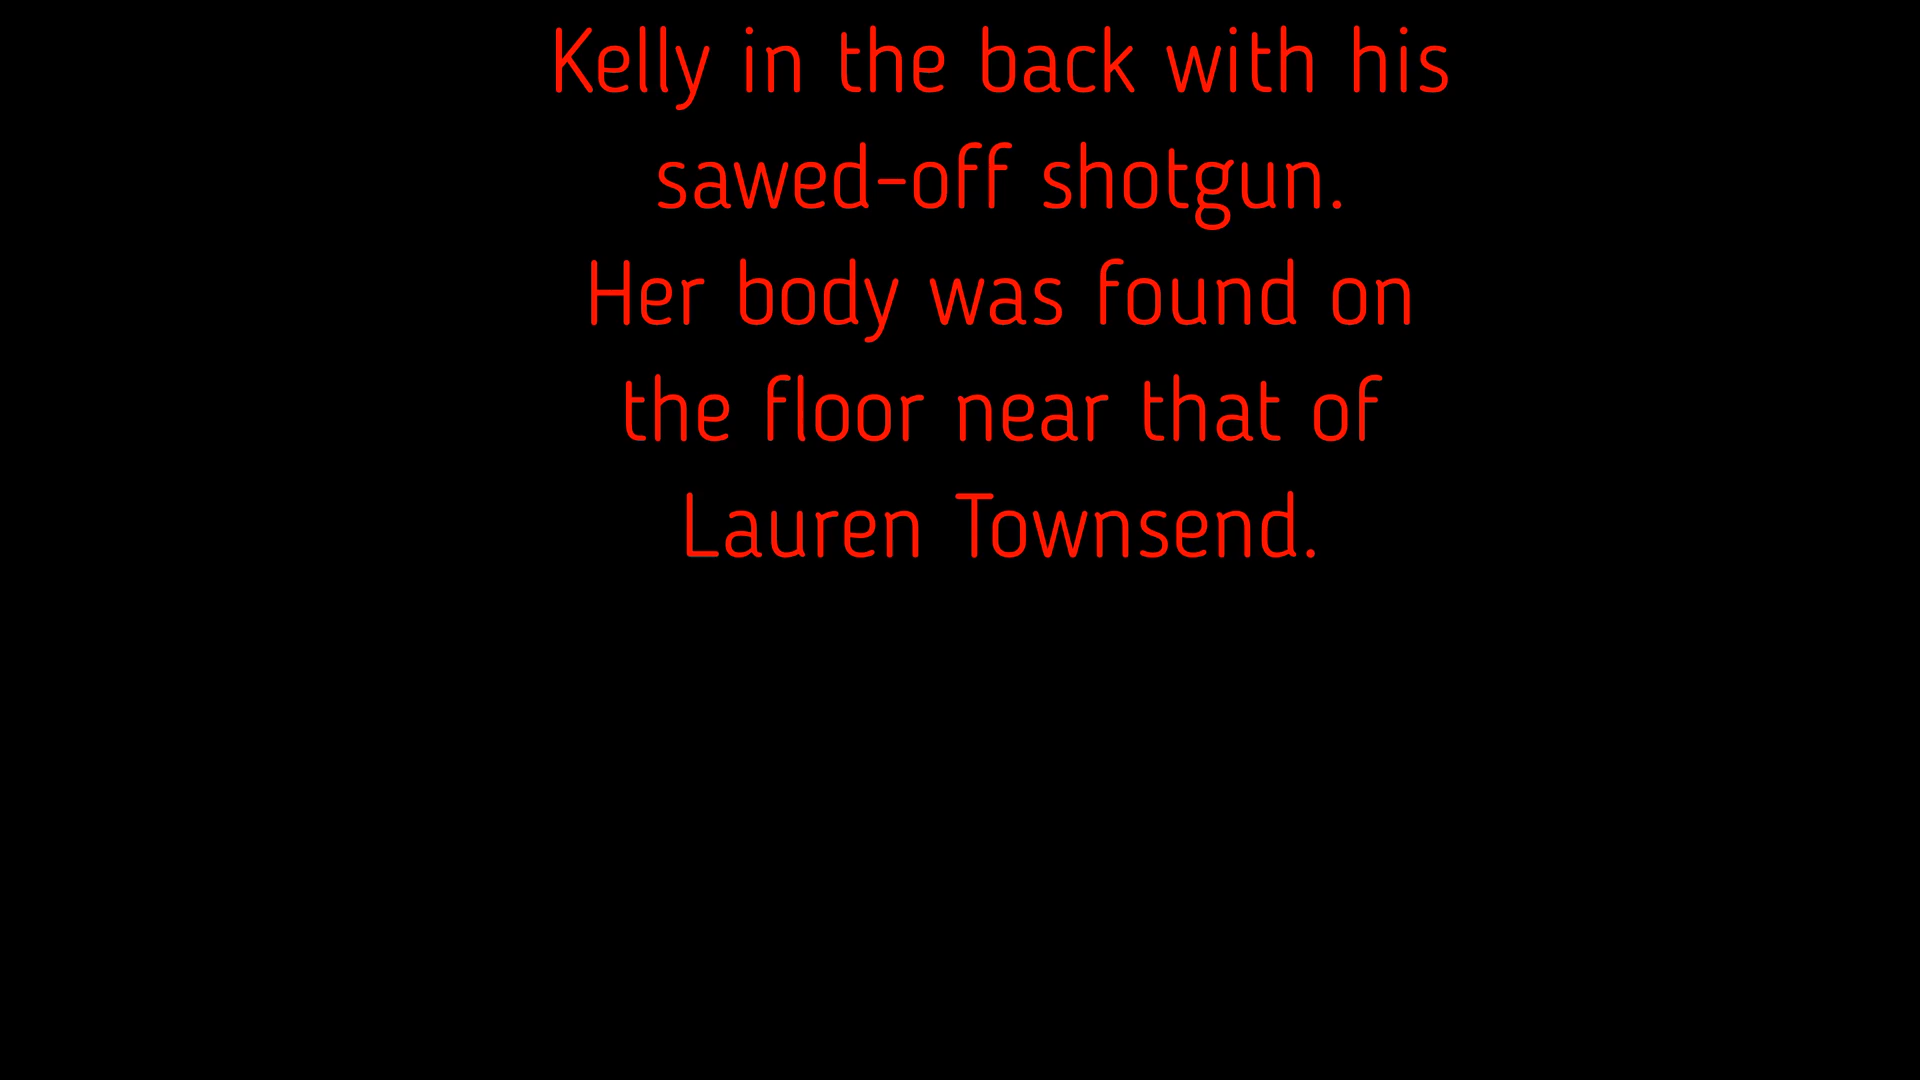 Kelly in the back with his
sawed-off shotgun.
Her body was found on
the floor near that of
Lauren Townsend.